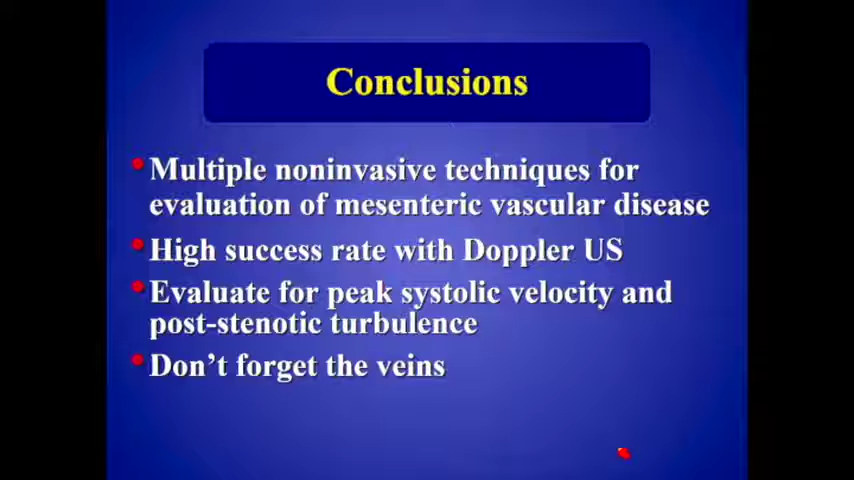 Conclusions
•Multiple noninvasive techniques for
evaluation of mesenteric vascular disease
•High success rate with Doppler US
•Evaluate for peak systolic velocity and
post-stenotic turbulence
•Don’t forget the veins